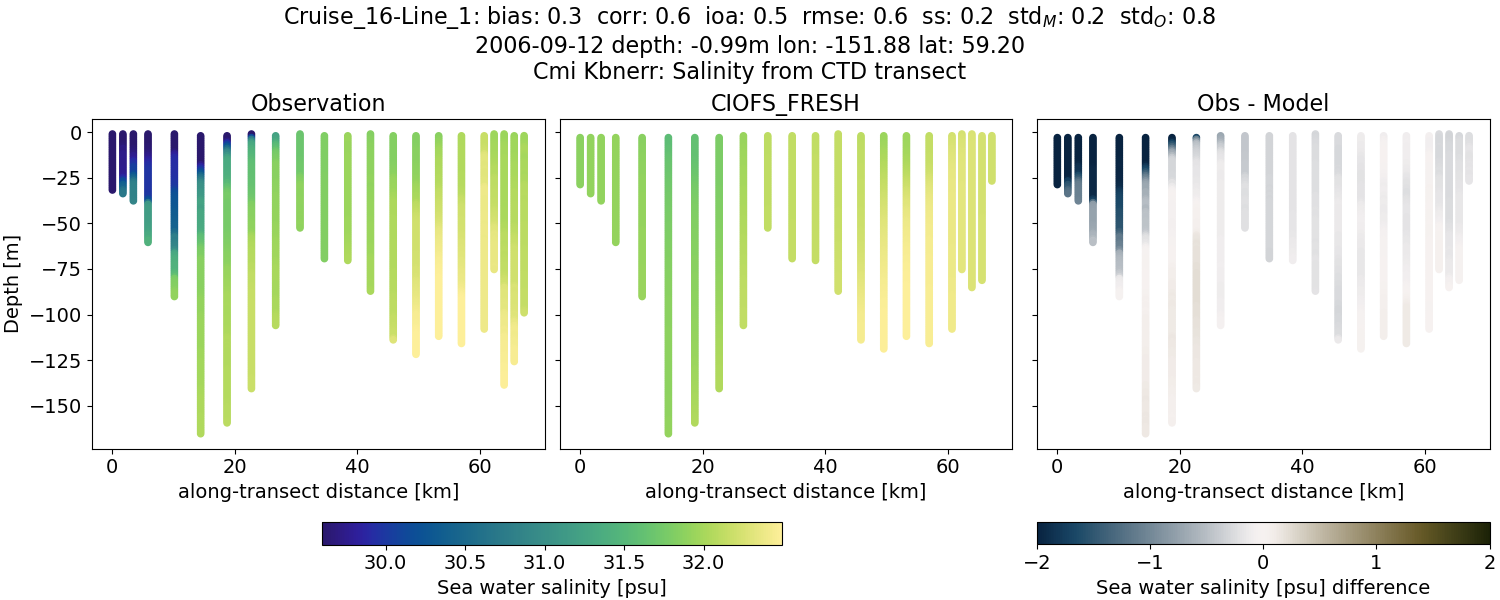 Cruise_16-Line_1: bias: 0.3  corr: 0.6  ioa: 0.5  rmse: 0.6  ss: 0.2  std_M: 0.2  std_O: 0.8
2006-09-12 depth: -0.99m lon: -151.88 lat: 59.20
Cmi Kbnerr: Salinity from CTD transect
Observation
CIOFS_FRESH
Obs - Model
Depth [m]
0
−25
−50
−75
−100
−125
−150
0 20 40 60
0 20 40 60
0 20 40 60
along-transect distance [km]
along-transect distance [km]
along-transect distance [km]
30.0 30.5 31.0 31.5 32.0
Sea water salinity [psu]
−2 −1 0 1 2
Sea water salinity [psu] difference